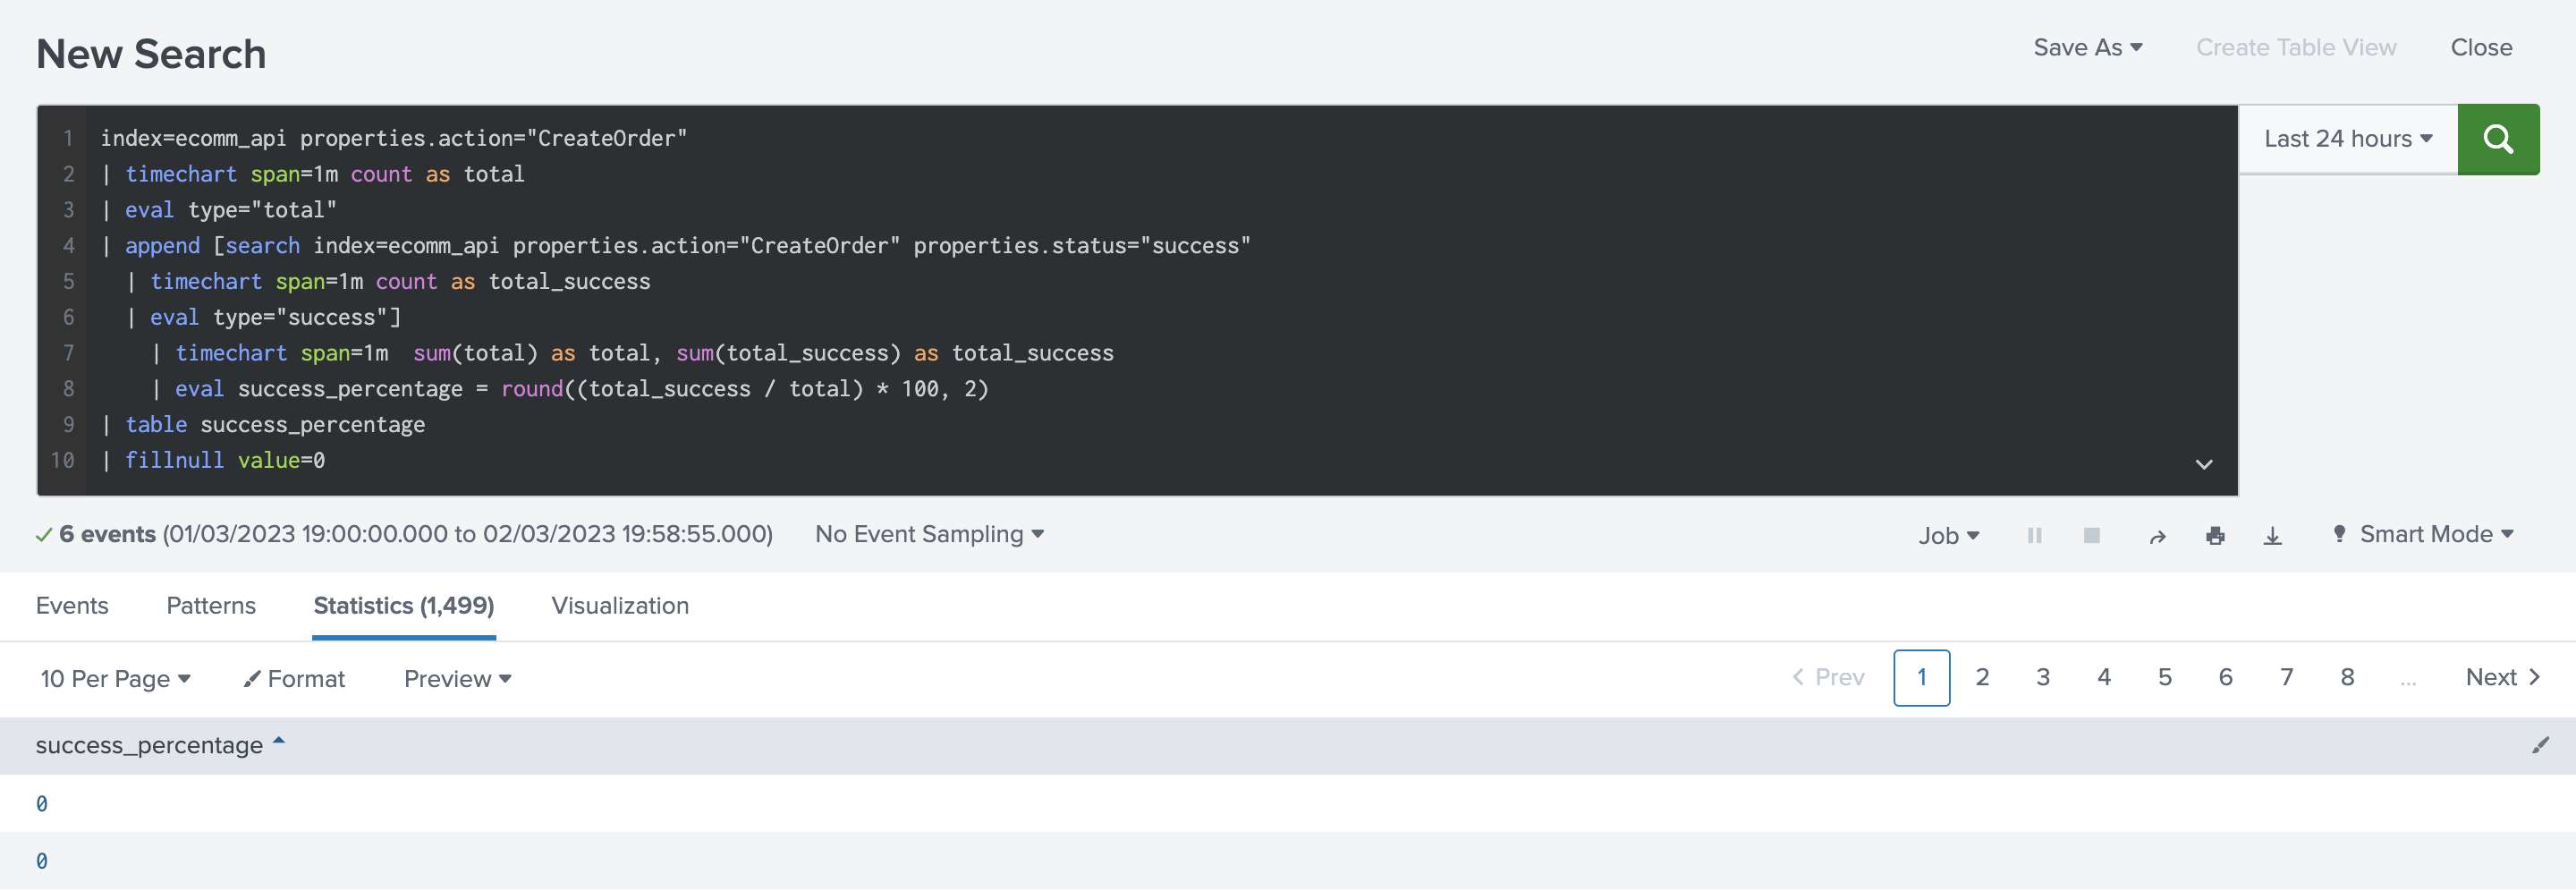 New Search
Save As Create Table View Close
1 index=ecomm_api properties.action="CreateOrder"
2 | timechart span=1m count as total
3 | eval type="total"
4 | append [search index=ecomm_api properties.action="CreateOrder" properties.status="success"
5 | timechart span=1m count as total_success
6 | eval type="success"]
7 | timechart span=1m  sum(total) as total, sum(total_success) as total_success
8 | eval success_percentage = round((total_success / total) * 100, 2)
9 | table success_percentage
10 | fillnull value=0
Last 24 hours
6 events (01/03/2023 19:00:00.000 to 02/03/2023 19:58:55.000) No Event Sampling
Job Smart Mode
Events Patterns Statistics (1,499) Visualization
10 Per Page Format Preview
Prev 1 2 3 4 5 6 7 8 ... Next
success_percentage
0
0